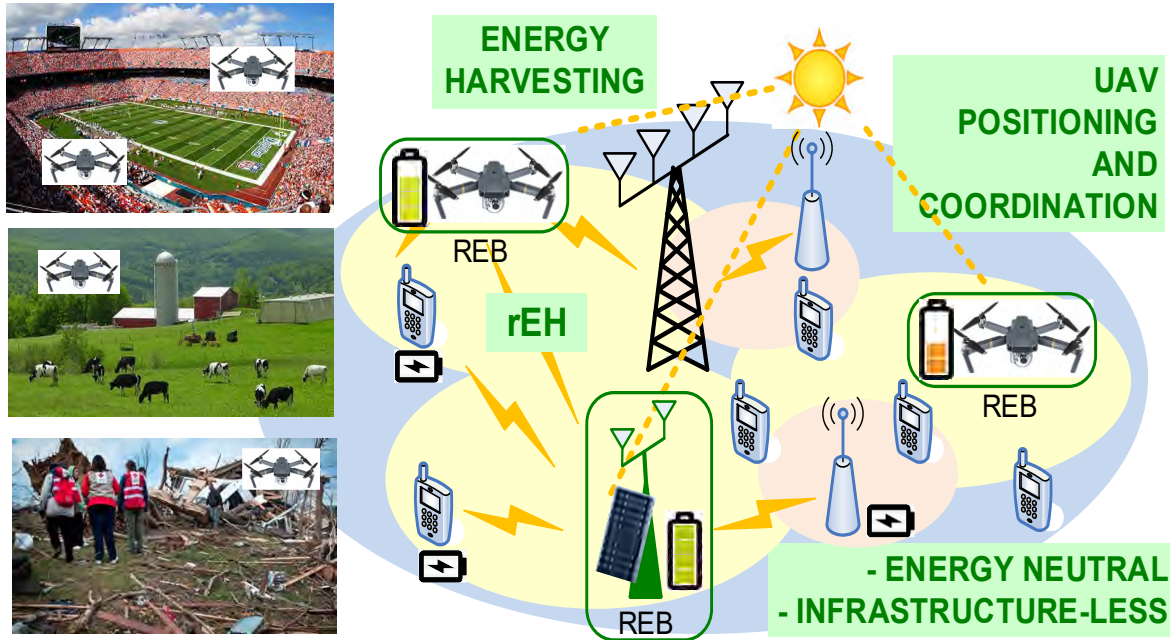 ENERGY
HARVESTING
UAV
POSITIONING
AND
COORDINATION
REB
rEH
REB
REB
- ENERGY NEUTRAL
- INFRASTRUCTURE-LESS